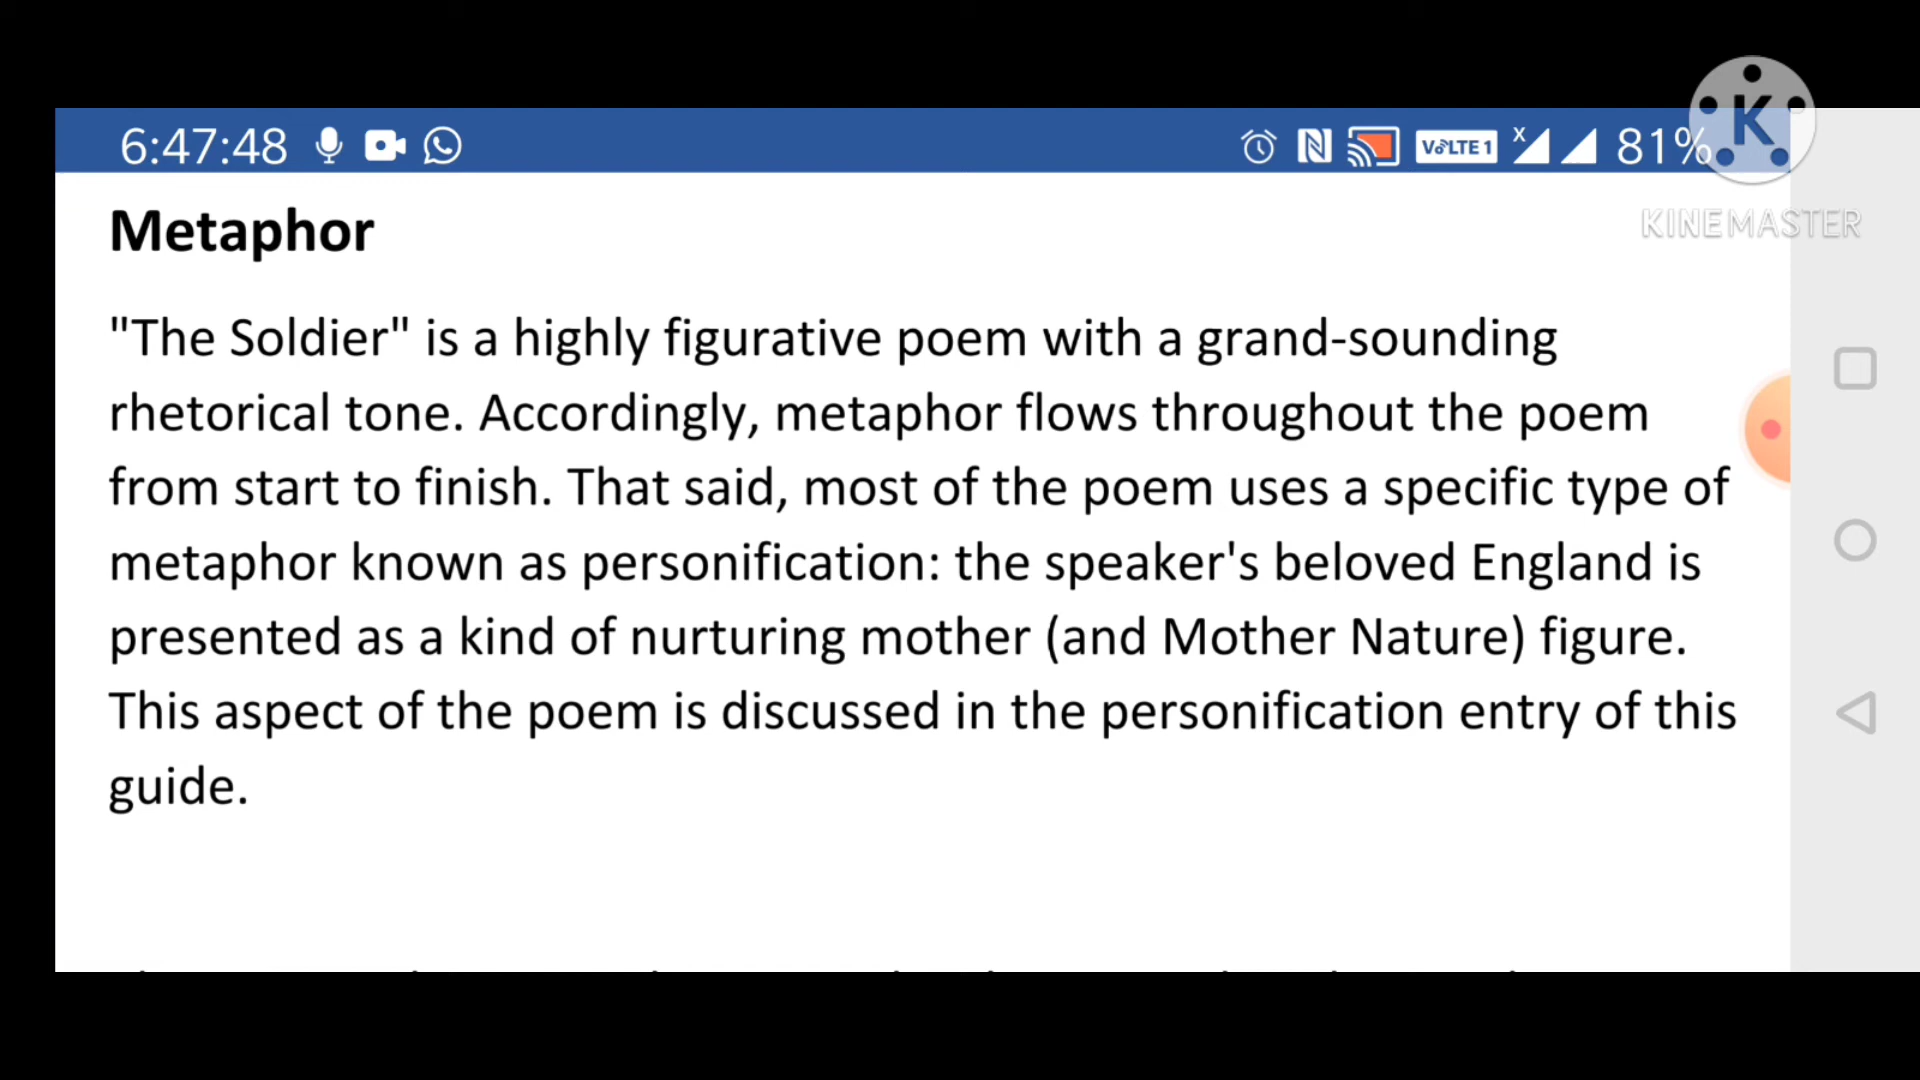 6:47:48 VoLTE 1 x 81%
K
KINEMASTER
Metaphor
"The Soldier" is a highly figurative poem with a grand-sounding
rhetorical tone. Accordingly, metaphor flows throughout the poem
from start to finish. That said, most of the poem uses a specific type of
metaphor known as personification: the speaker's beloved England is
presented as a kind of nurturing mother (and Mother Nature) figure.
This aspect of the poem is discussed in the personification entry of this
guide.